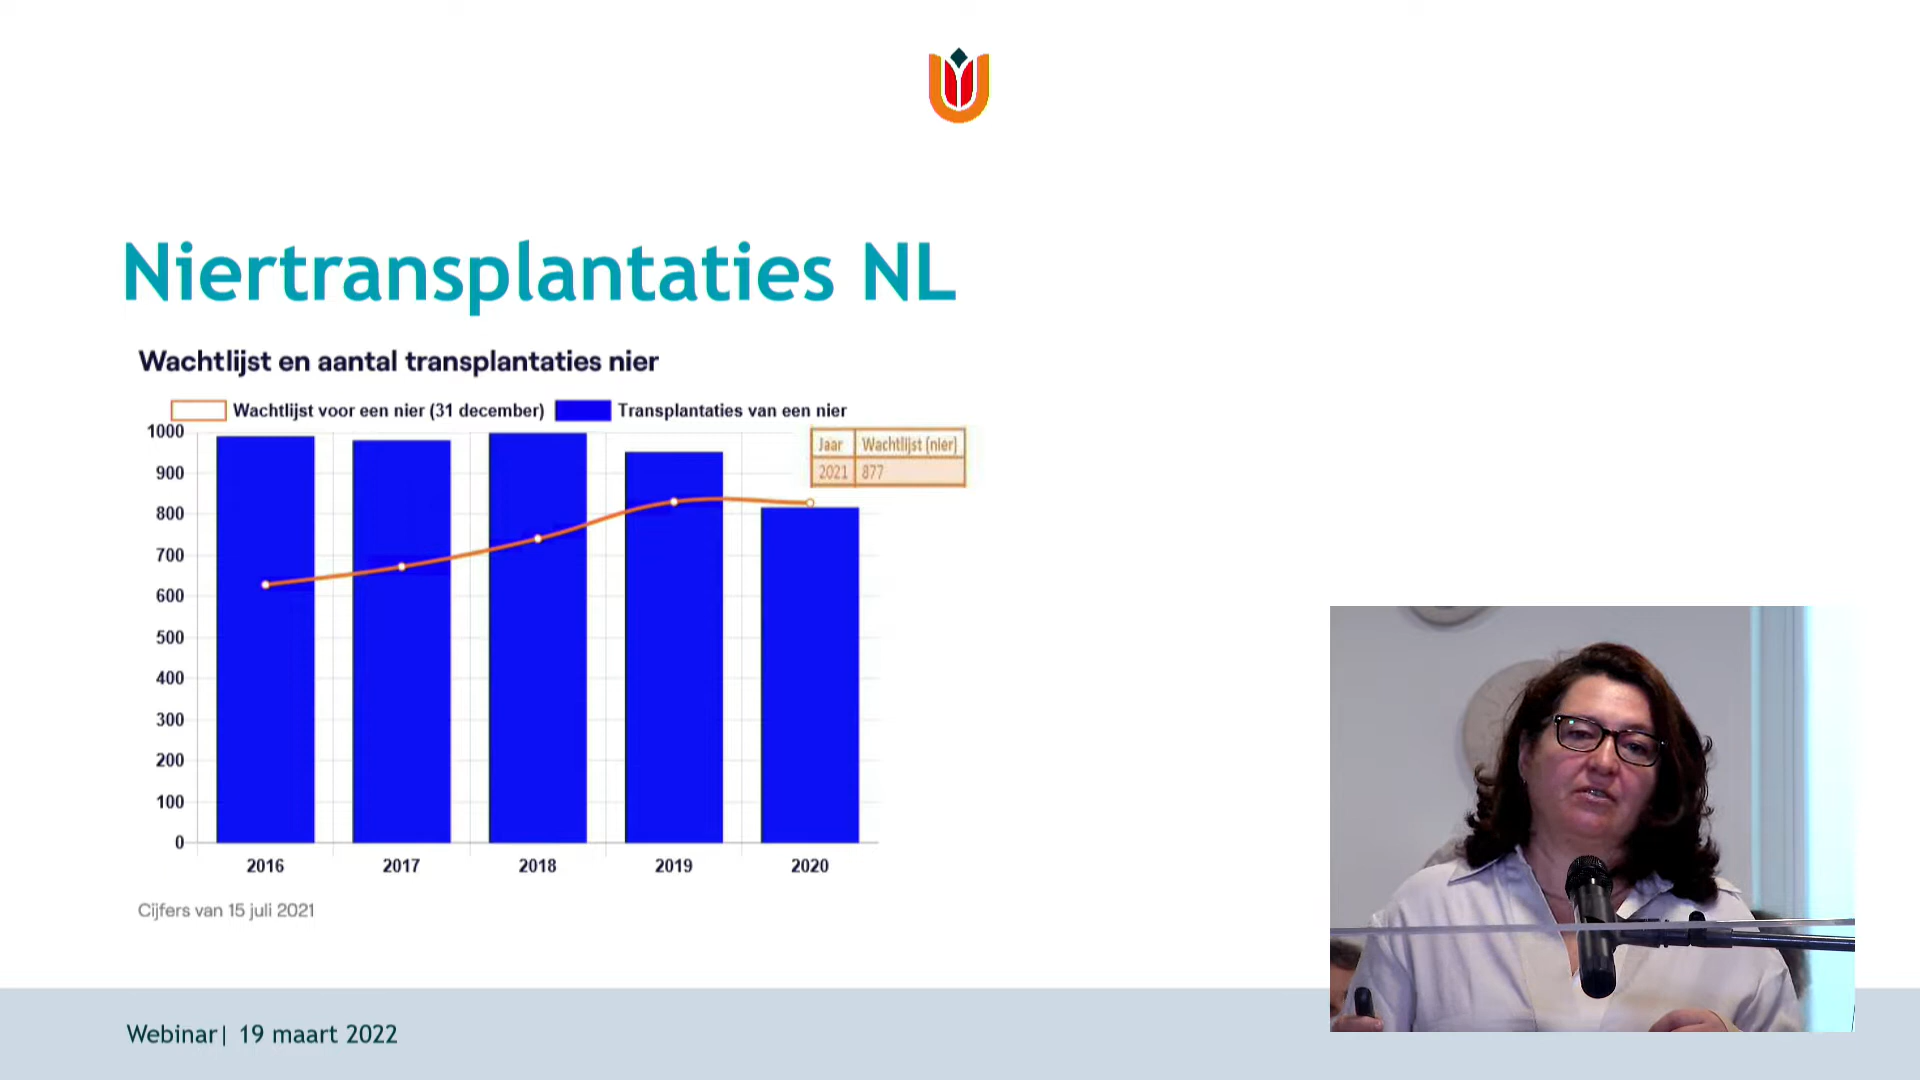 Niertransplantaties NL
Wachtlijst en aantal transplantaties nier
Wachtlijst voor een nier (31 december) Transplantaties van een nier
1000
900
800
700
600
500
400
300
200
100
0
Jaar Wachtlijst (nier)
2021 877
2016 2017 2018 2019 2020
Cijfers van 15 juli 2021
Webinar| 19 maart 2022